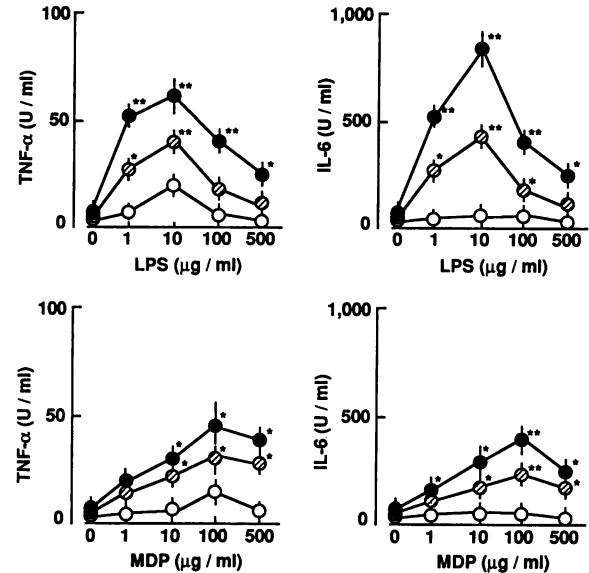 100
50
0
TNF-α (U / ml)
** ** ** *
* **
0 1 10 100 500
LPS (μg / ml)
1,000
500
0
IL-6 (U / ml)
** ** ** *
* ** *
0 1 10 100 500
LPS (μg / ml)
100
50
0
TNF-α (U / ml)
* * *
* * *
0 1 10 100 500
MDP (μg / ml)
1,000
500
0
IL-6 (U / ml)
* * ** *
* ** *
0 1 10 100 500
MDP (μg / ml)